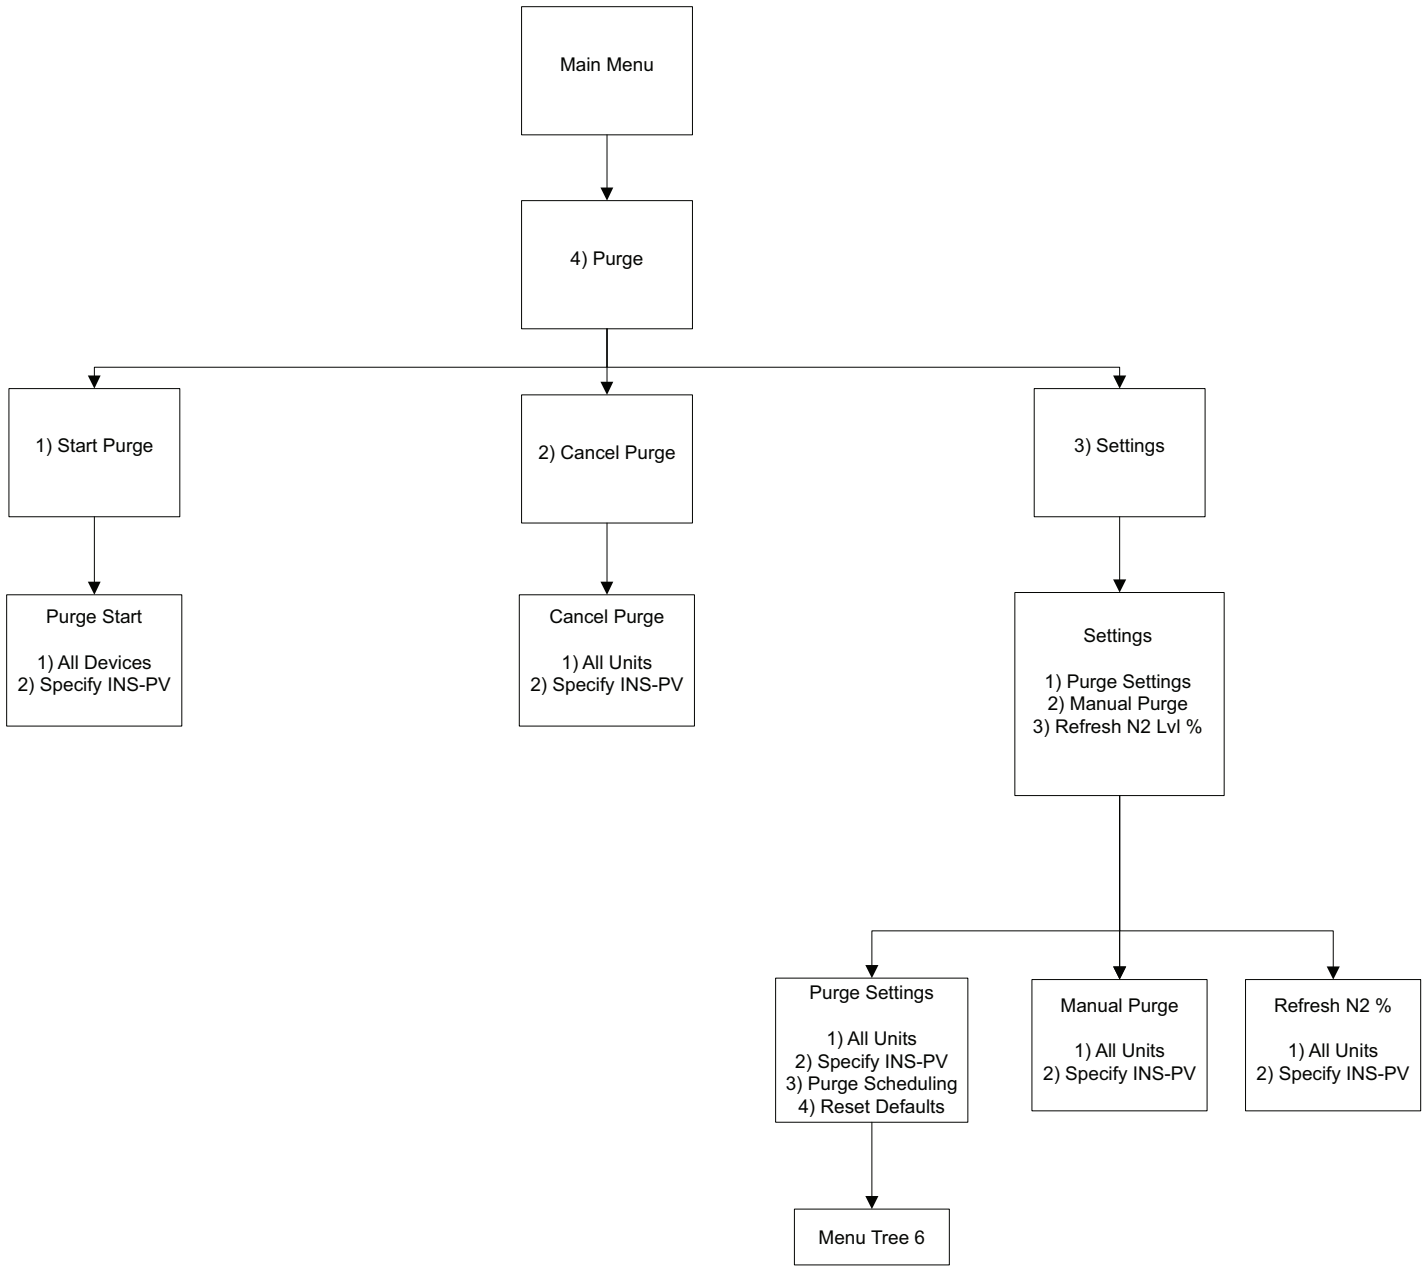 Main Menu
4) Purge
1) Start Purge
2) Cancel Purge
3) Settings
Purge Start
1) All Devices
2) Specify INS-PV
Cancel Purge
1) All Units
2) Specify INS-PV
Settings
1) Purge Settings
2) Manual Purge
3) Refresh N2 Lvl %
Purge Settings
1) All Units
2) Specify INS-PV
3) Purge Scheduling
4) Reset Defaults
Manual Purge
1) All Units
2) Specify INS-PV
Refresh N2 %
1) All Units
2) Specify INS-PV
Menu Tree 6